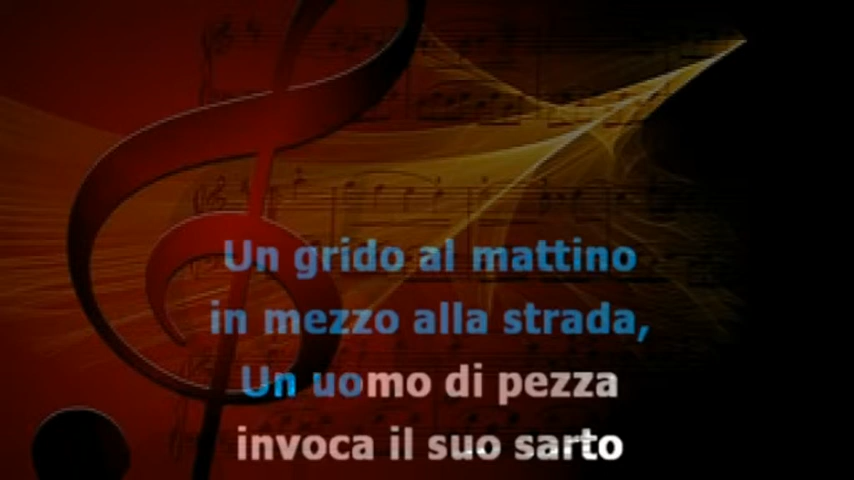 Un grido al mattino
in mezzo alla strada,
Un uomo di pezza
invoca il suo sarto